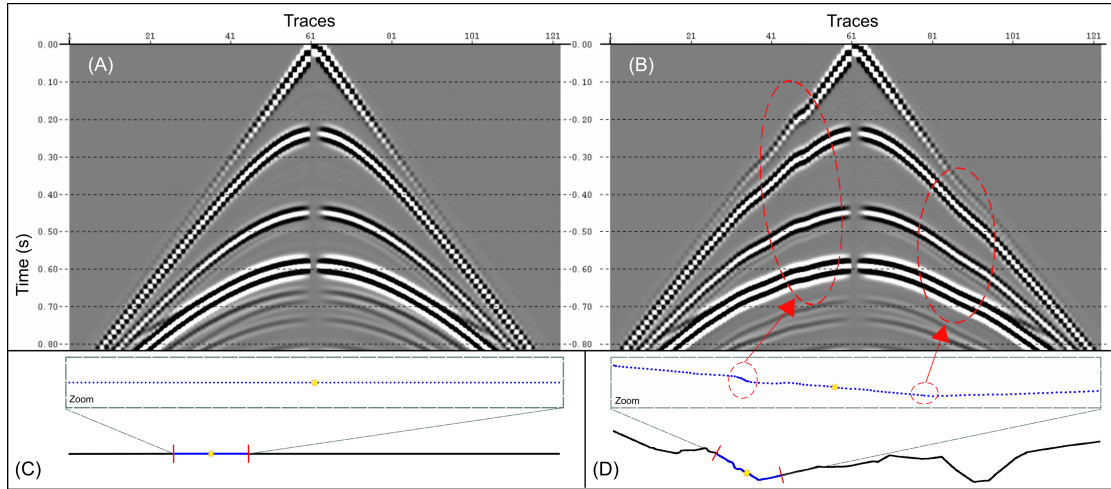 Traces Traces
1 21 41 61 81 101 121 1 21 41 61 81 101 121
0.00 0.00
(A) (B)
0.10 0.10
0.20 0.20
0.30 0.30
0.40 0.40
0.50 0.50
Time (s)
0.60 0.60
0.70 0.70
0.80 0.80
Zoom Zoom
(C) (D)